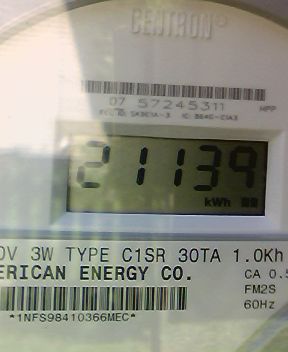 CENTRON®
07 57245311
21139
kWh
0V 3W TYPE C1SR 30TA 1.0Kh
ERICAN ENERGY CO.
CA 0.5
FM2S
60Hz
*1NFS98410366MEC*